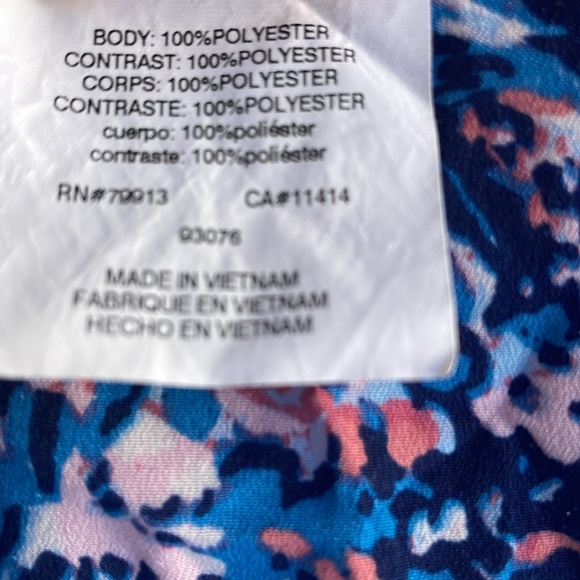 BODY: 100%POLYESTER
CONTRAST: 100%POLYESTER
CORPS: 100%POLYESTER
CONTRASTE: 100%POLYESTER
cuerpo: 100%poliéster
contraste: 100%poliéster
RN#79913 CA#11414
93076
MADE IN VIETNAM
FABRIQUE EN VIETNAM
HECHO EN VIETNAM